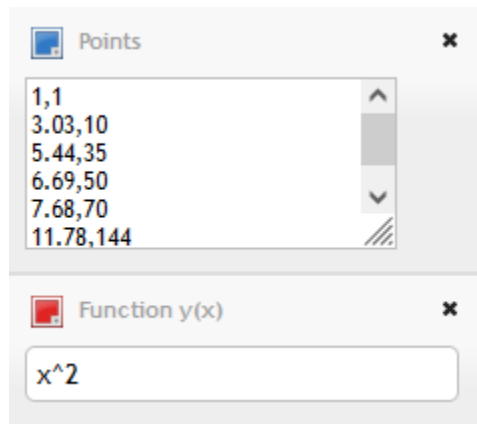 Points
1,1
3.03,10
5.44,35
6.69,50
7.68,70
11.78,144
Function y(x)
x^2